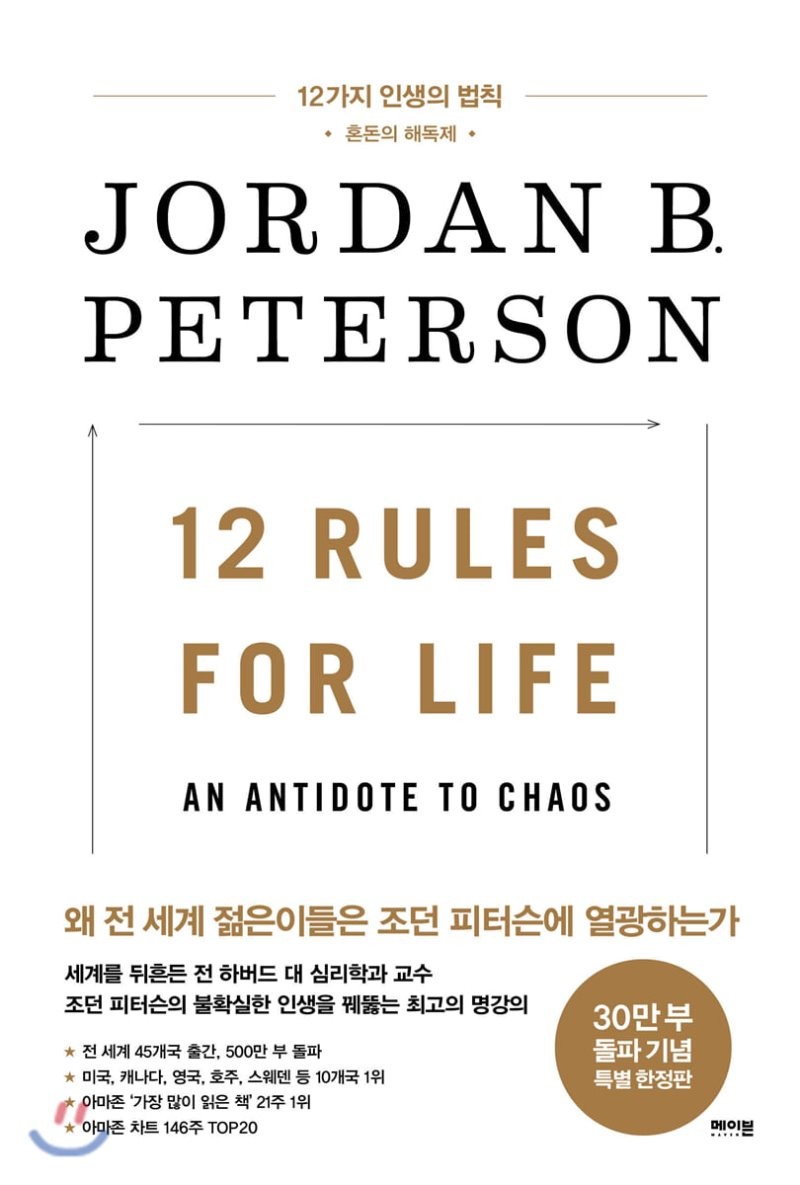 12가지 인생의 법칙
혼돈의 해독제
JORDAN B.
PETERSON
12 RULES
FOR LIFE
AN ANTIDOTE TO CHAOS
왜 전 세계 젊은이들은 조던 피터슨에 열광하는가
세계를 뒤흔든 전 하버드 대 심리학과 교수
조던 피터슨의 불확실한 인생을 꿰뚫는 최고의 명강의
★ 전 세계 45개국 출간, 500만 부 돌파
★ 미국, 캐나다, 영국, 호주, 스웨덴 등 10개국 1위
★ 아마존 ‘가장 많이 읽은 책’ 21주 1위
★ 아마존 차트 146주 TOP20
30만 부
돌파 기념
특별 한정판
메이븐
MAVEN